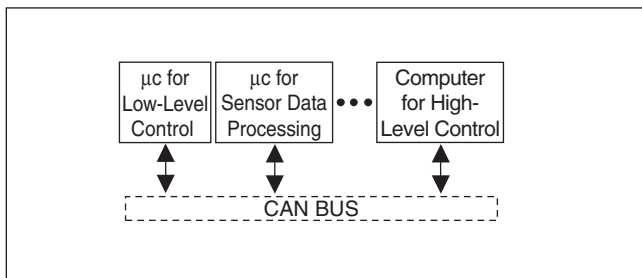 μc for
Low-Level
Control
μc for
Sensor Data
Processing
Computer
for High-
Level Control
CAN BUS